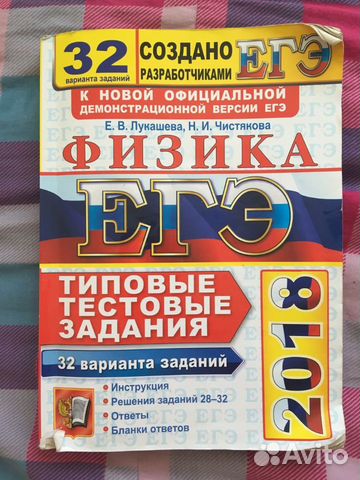 32
варианта заданий
СОЗДАНО
РАЗРАБОТЧИКАМИ
ЕГЭ
К НОВОЙ ОФИЦИАЛЬНОЙ
ДЕМОНСТРАЦИОННОЙ ВЕРСИИ ЕГЭ
Е. В. Лукашева, Н. И. Чистякова
ФИЗИКА
ЕГЭ
ТИПОВЫЕ
ТЕСТОВЫЕ
ЗАДАНИЯ
32 варианта заданий
• Инструкция
• Решения заданий 28–32
• Ответы
• Бланки ответов
2018
Avito